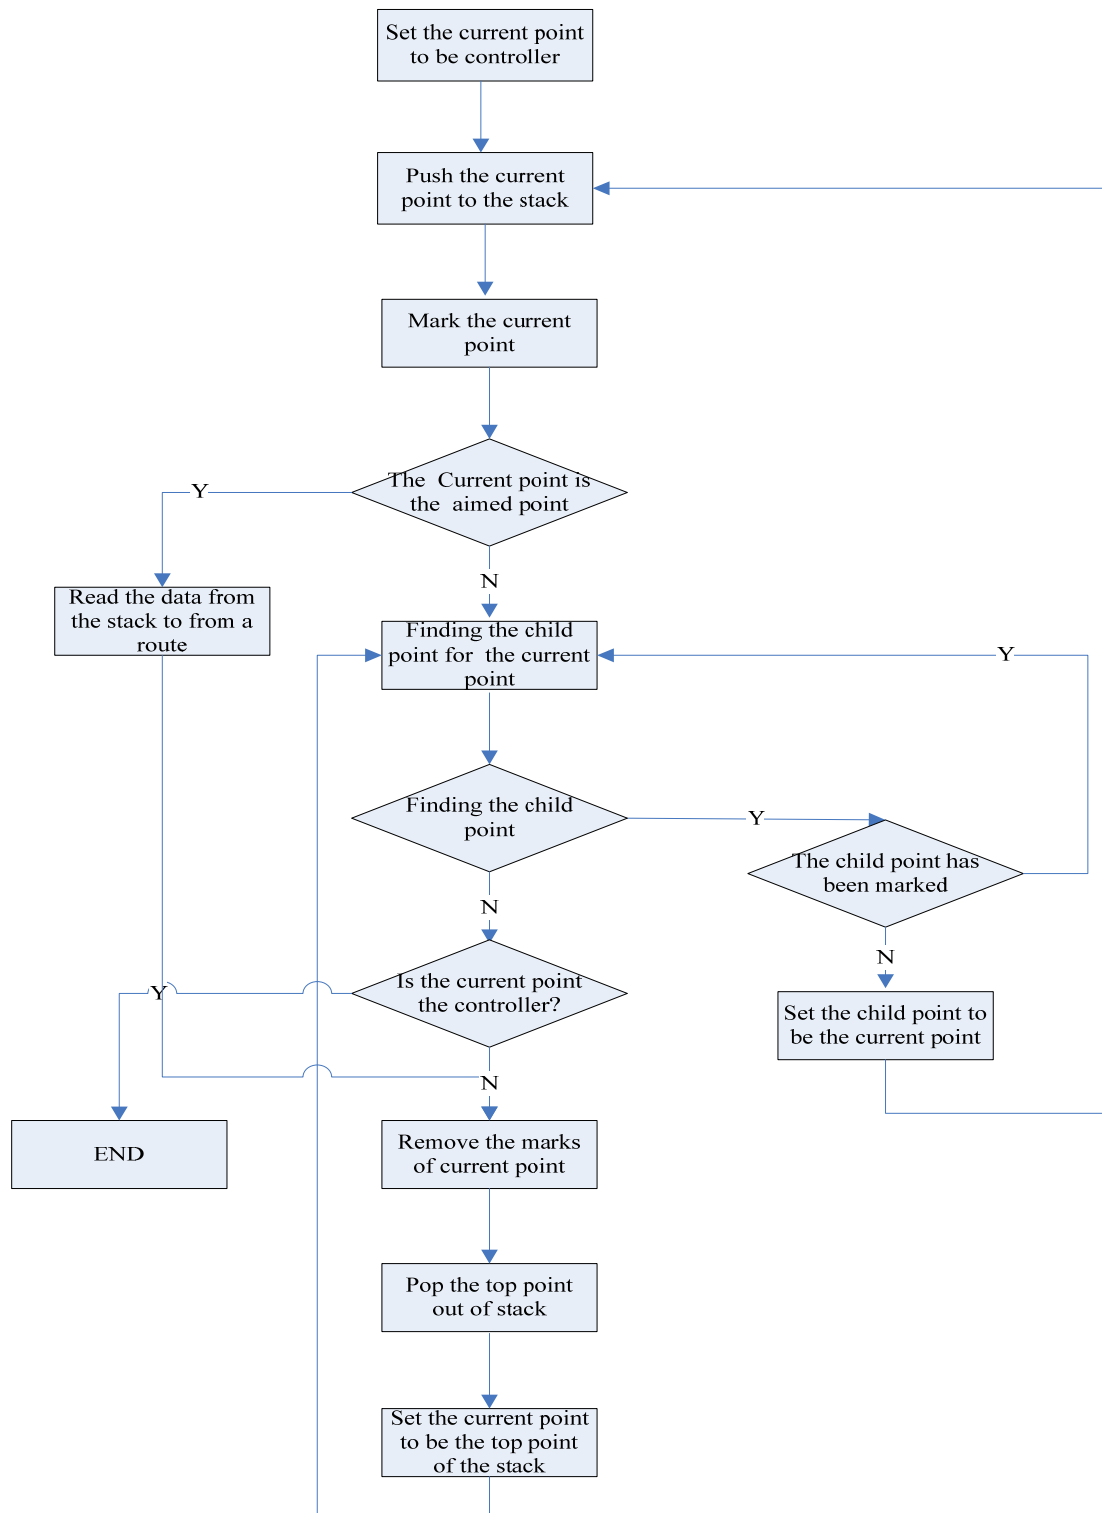 Set the current point
to be controller
Push the current
point to the stack
Mark the current
point
The Current point is
the aimed point
Y
N
Read the data from
the stack to from a
route
Finding the child
point for the current
point
Y
Finding the child
point
Y
The child point has
been marked
N
N
Is the current point
the controller?
Y
Set the child point to
be the current point
N
END
Remove the marks
of current point
Pop the top point
out of stack
Set the current point
to be the top point
of the stack